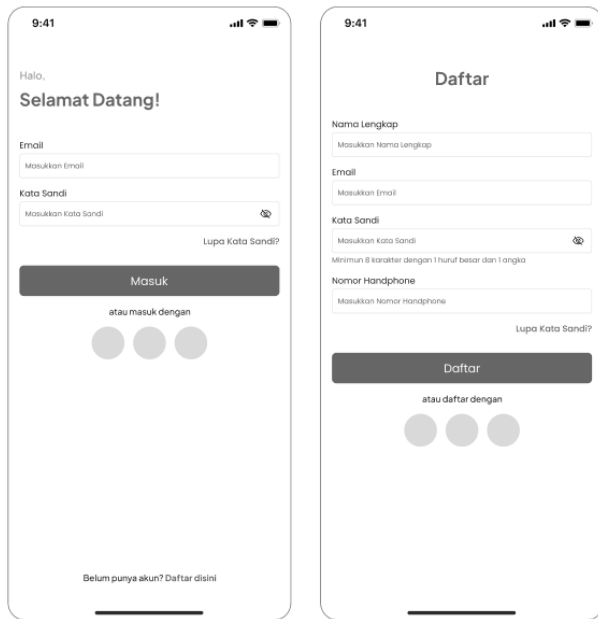 9:41
Halo,
Selamat Datang!
Email
Masukkan Email
Kata Sandi
Masukkan Kata Sandi
Lupa Kata Sandi?
Masuk
atau masuk dengan
Belum punya akun? Daftar disini
9:41
Daftar
Nama Lengkap
Masukkan Nama Lengkap
Email
Masukkan Email
Kata Sandi
Masukkan Kata Sandi
Minimun 8 karakter dengan 1 huruf besar dan 1 angka
Nomor Handphone
Masukkan Nomor Handphone
Lupa Kata Sandi?
Daftar
atau daftar dengan